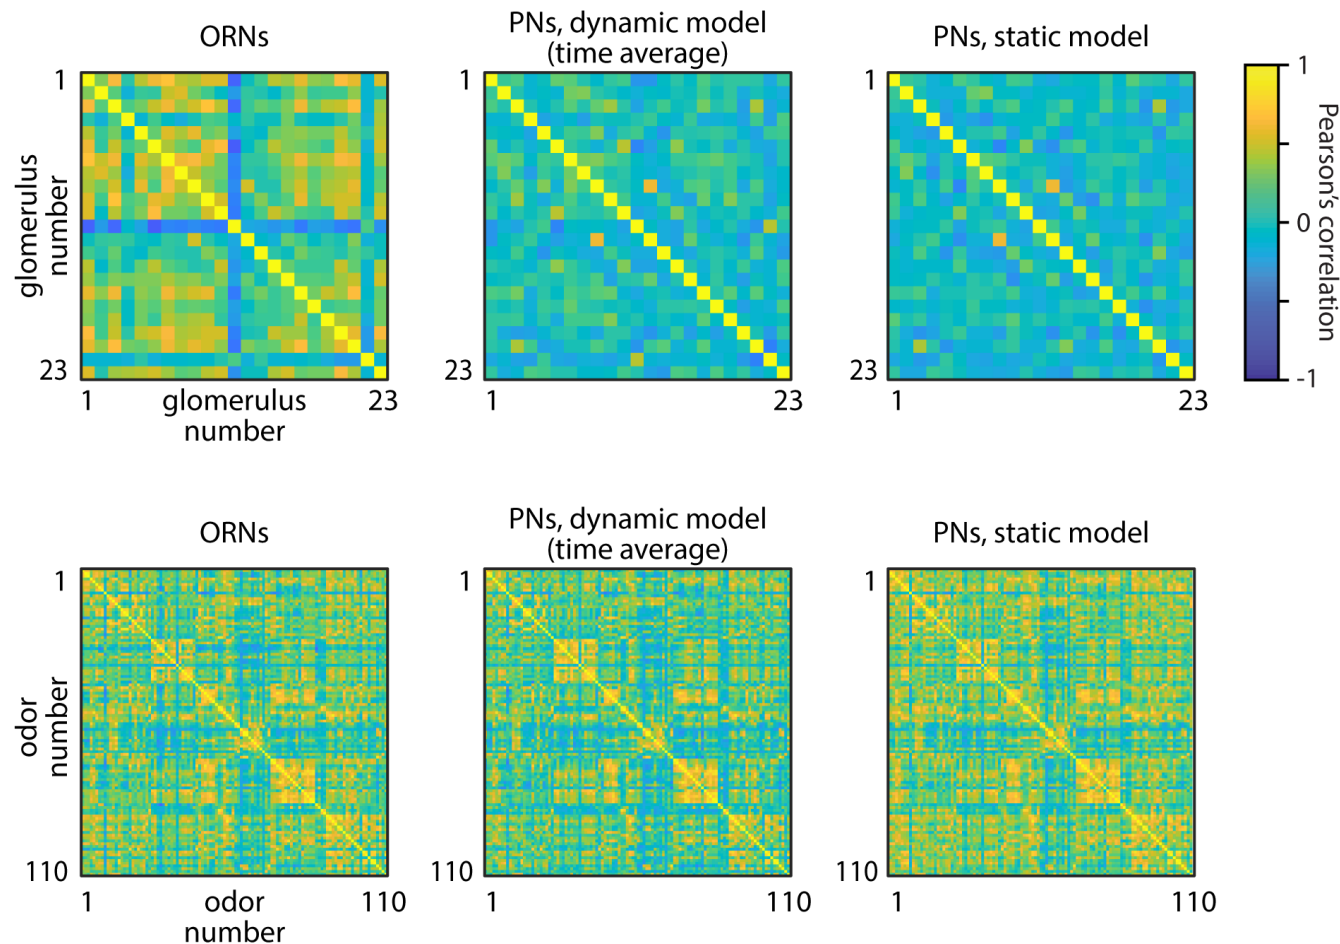 ORNs
PNs, dynamic model
(time average)
PNs, static model
1
23
glomerulus
number
1
glomerulus
number
23
1
23
1
23
1
23
1
23
1
0
-1
Pearson's correlation
ORNs
PNs, dynamic model
(time average)
PNs, static model
1
110
odor
number
1
odor
number
110
1
110
1
110
1
110
1
110